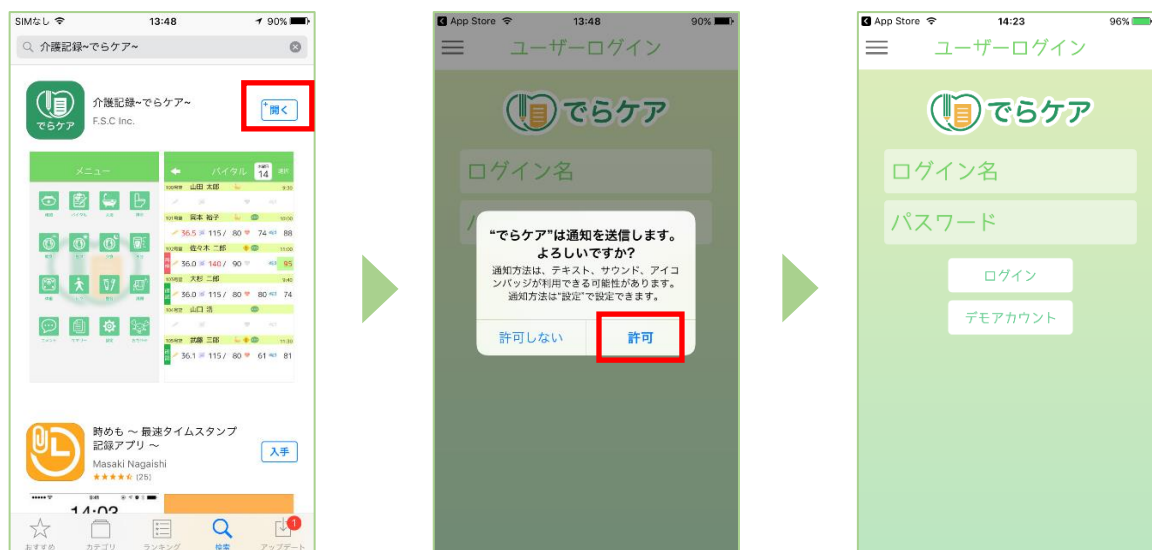 SIMなし 13:48 90%
介護記録~でらケア~
でらケア
介護記録~でらケア~
F.S.C Inc.
開く
メニュー
バイタル 14
山田 太郎 9:30
岡本 裕子 10:00
36.5 115/ 80 74 88
佐々木 二郎 11:00
36.0 140/ 90 95
大杉 二郎 9:40
36.0 115/ 80 80 74
山口 浩
武藤 三郎 11:30
36.1 115/ 80 61 81
時めも ～ 最速タイムスタンプ
記録アプリ ～
Masaki Nagaishi
★★★★★ (25)
入手
14:03
おすすめ カテゴリ ランキング 検索 アップデート
1
App Store 13:48 90%
ユーザーログイン
でらケア
ログイン名
"でらケア"は通知を送信します。
よろしいですか?
通知方法は、テキスト、サウンド、アイコ
ンバッジが利用できる可能性があります。
通知方法は"設定"で設定できます。
許可しない 許可
App Store 14:23 96%
ユーザーログイン
でらケア
ログイン名
パスワード
ログイン
デモアカウント